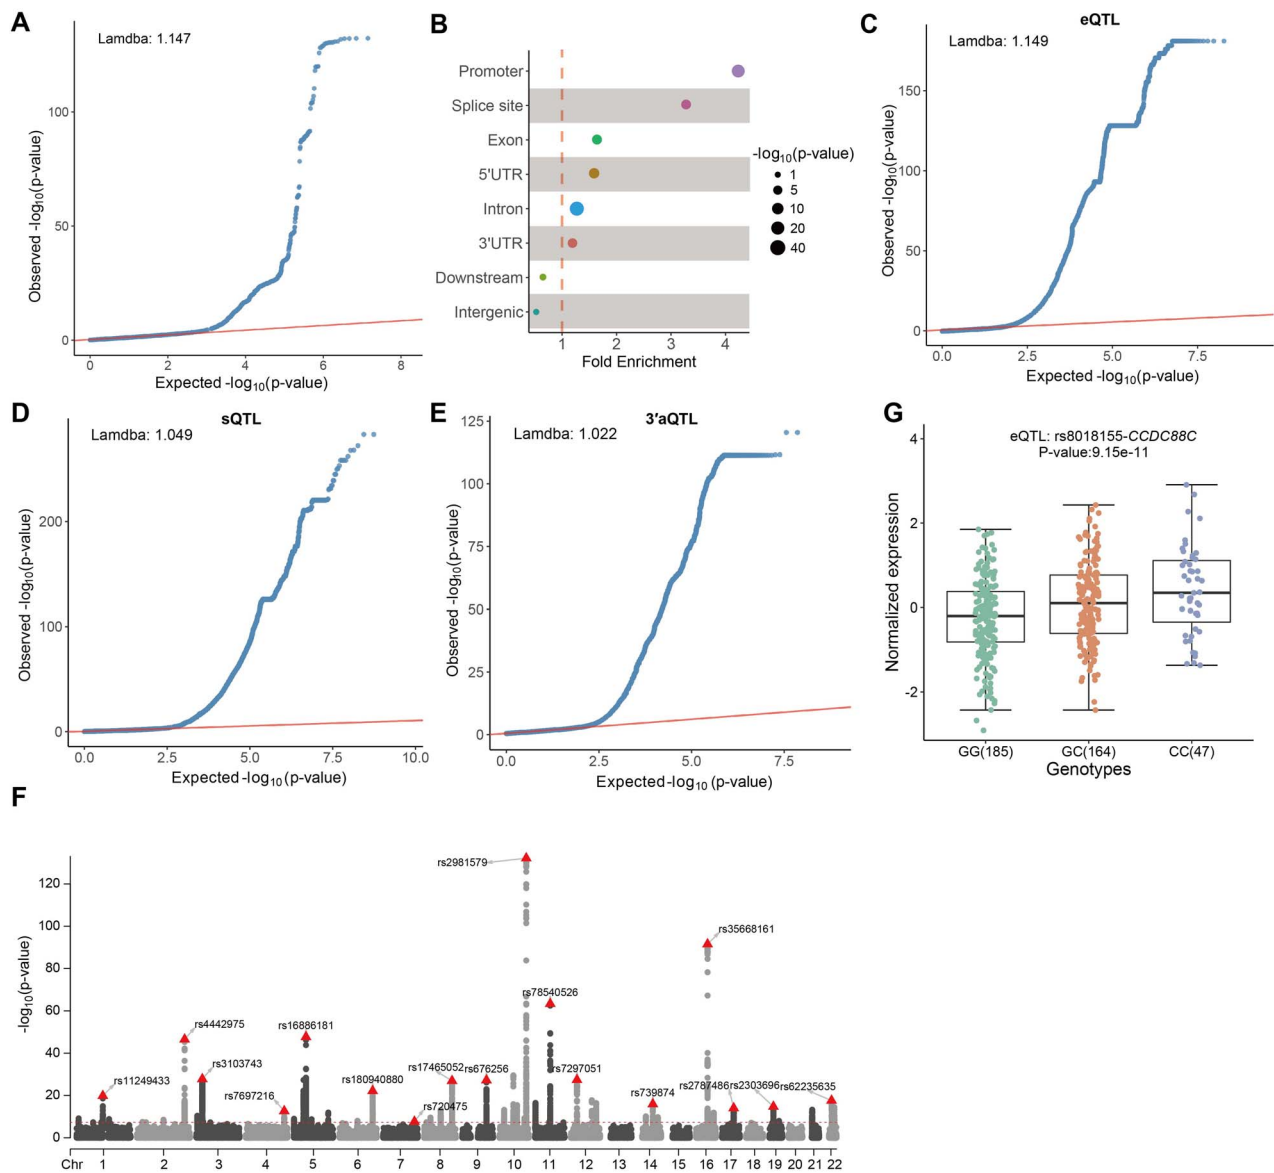 A
Lamdba: 1.147
100
50
0
0 2 4 6 8
Observed -log10(p-value)
Expected -log10(p-value)
B
Promoter
Splice site
Exon
5'UTR
Intron
3'UTR
Downstream
Intergenic
1 2 3 4
Fold Enrichment
-log10(p-value)
1
5
10
20
40
C
eQTL
Lamdba: 1.149
150
100
50
0
0.0 2.5 5.0 7.5
Observed -log10(p-value)
Expected -log10(p-value)
D
sQTL
Lamdba: 1.049
200
100
0
0.0 2.5 5.0 7.5 10.0
Observed -log10(p-value)
Expected -log10 (p-value)
E
3'aQTL
Lamdba: 1.022
125
100
75
50
25
0
0.0 2.5 5.0 7.5
Observed -log10(p-value)
Expected-log10 (p-value)
G
eQTL: rs8018155-CCDC88C
P-value:9.15e-11
4
2
0
-2
Normalized expression
GG(185) GC(164) CC(47)
Genotypes
F
120
100
80
60
40
20
0
-log10(p-value)
rs2981579
rs35668161
rs78540526
rs4442975
rs16886181
rs11249433
rs3103743
rs7697216
rs180940880
rs720475
rs17465052
rs676256
rs7297051
rs739874
rs2787486
rs2303696
rs62235635
Chr 1 2 3 4 5 6 7 8 9 10 11 12 13 14 15 16 17 18 19 20 21 22